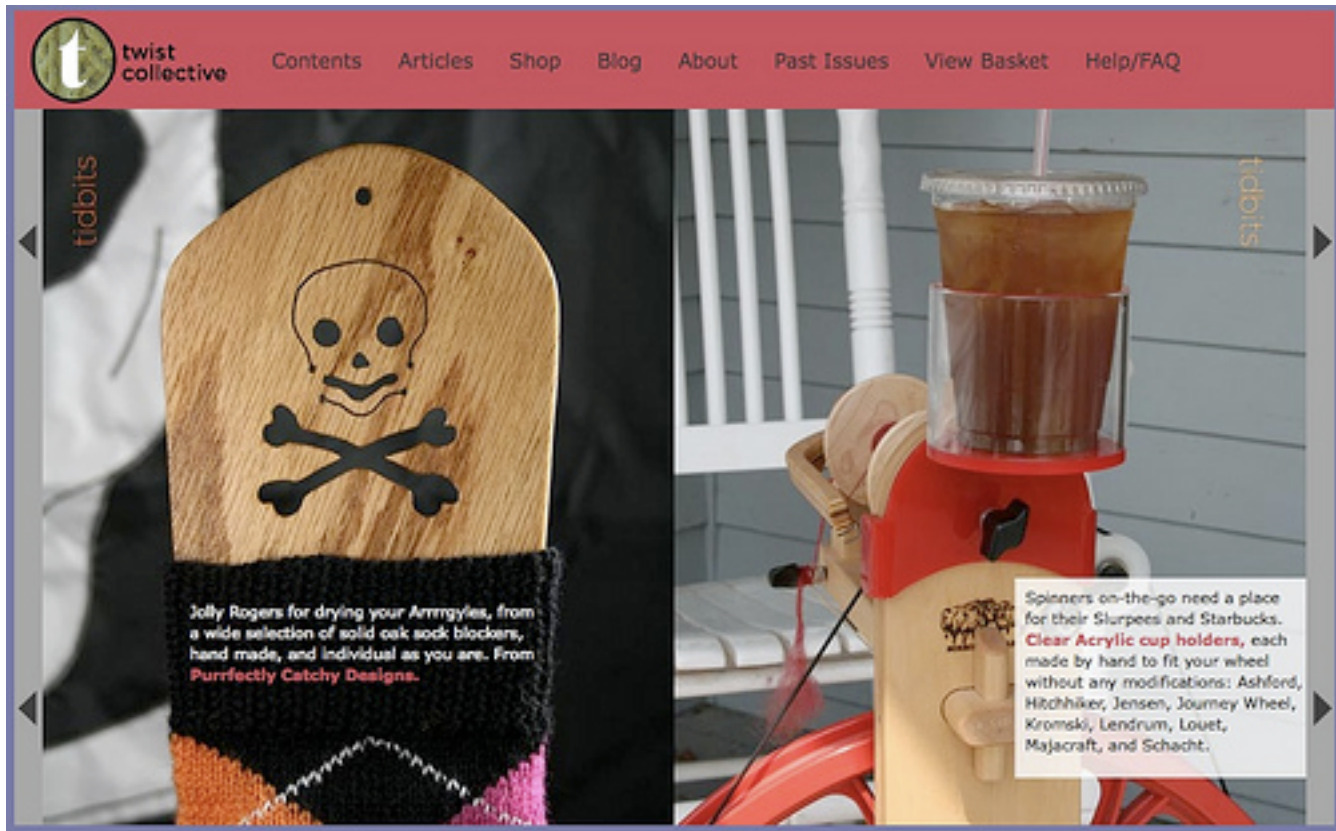 t
twist
collective
Contents Articles Shop Blog About Past Issues View Basket Help/FAQ
tidbits
Jolly Rogers for drying your Arrrrgyles, from
a wide selection of solid oak sock blockers,
hand made, and individual as you are. From
Purrfectly Catchy Designs.
tidbits
Spinners on-the-go need a place
for their Slurpees and Starbucks.
Clear Acrylic cup holders, each
made by hand to fit your wheel
without any modifications: Ashford,
Hitchhiker, Jensen, Journey Wheel,
Kromski, Lendrum, Louet,
Majacraft, and Schacht.